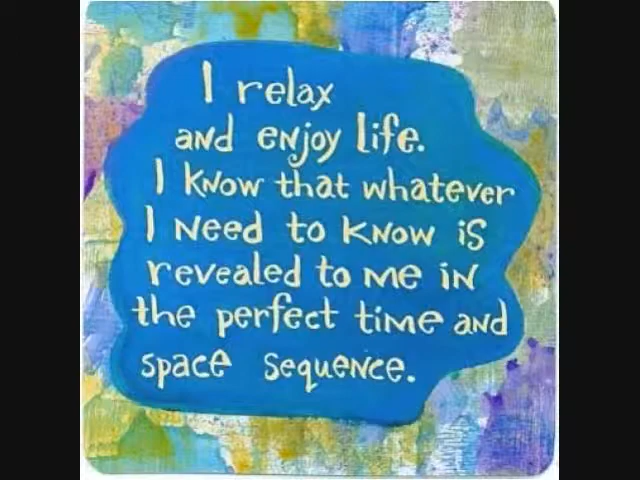 I relax
and enjoy life.
I know that whatever
I need to know is
revealed to me in
the perfect time and
space sequence.